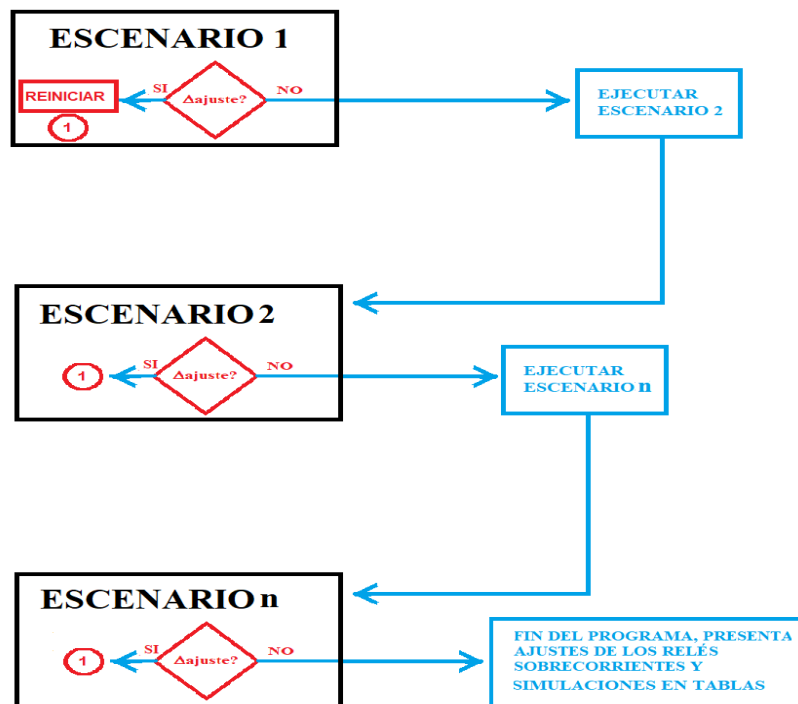 ESCENARIO 1
REINICIAR
SI
Δajuste?
NO
1
EJECUTAR
ESCENARIO 2
ESCENARIO 2
1
SI
Δajuste?
NO
EJECUTAR
ESCENARIO n
ESCENARIO n
1
SI
Δajuste?
NO
FIN DEL PROGRAMA, PRESENTA
AJUSTES DE LOS RELÉS
SOBRECORRIENTES Y
SIMULACIONES EN TABLAS